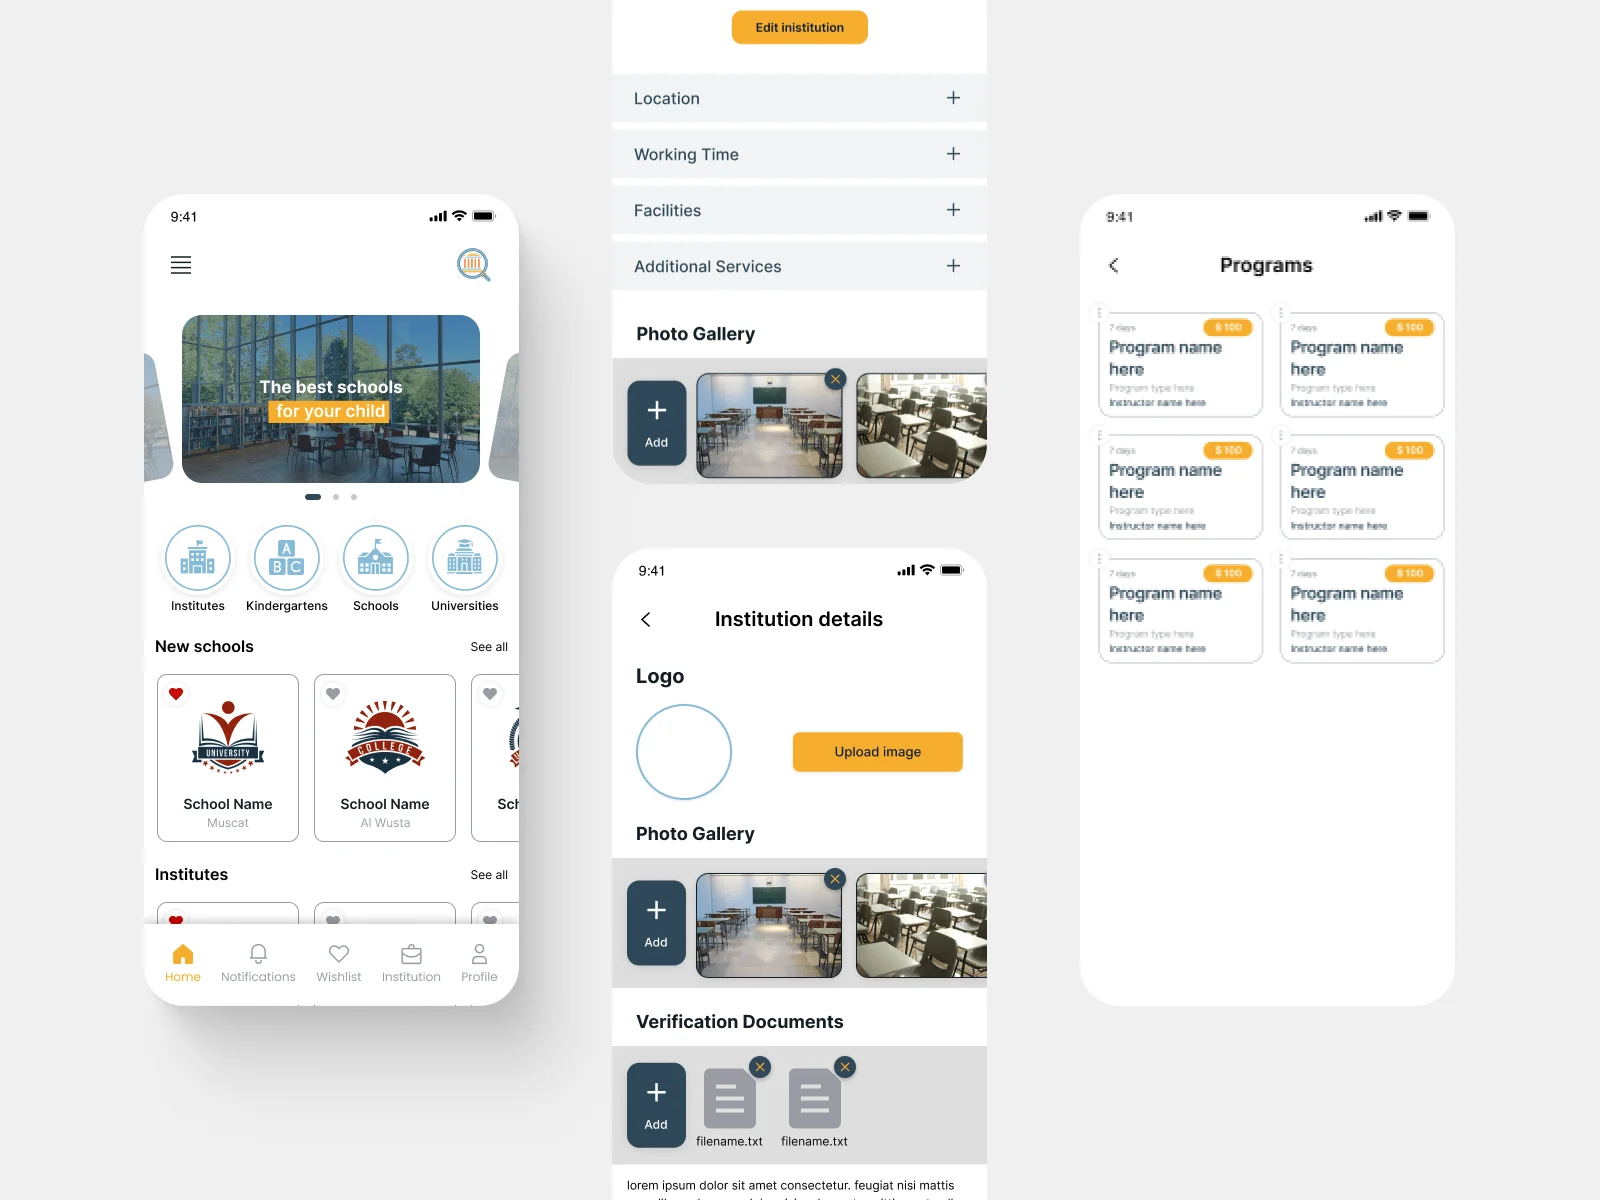 9:41
The best schools
for your child
Institutes
Kindergartens
Schools
Universities
New schools
See all
UNIVERSITY
School Name
Muscat
COLLEGE
School Name
Al Wusta
Sch
Institutes
See all
Home
Notifications
Wishlist
Institution
Profile
Edit inistitution
Location
Working Time
Facilities
Additional Services
Photo Gallery
Add
9:41
Institution details
Logo
Upload image
Photo Gallery
Add
Verification Documents
Add
filename.txt
filename.txt
lorem ipsum dolor sit amet consectetur. feugiat nisi mattis
9:41
Programs
7 days
$ 100
Program name
here
Program type here
Instructor name here
7 days
$ 100
Program name
here
Program type here
Instructor name here
7 days
$ 100
Program name
here
Program type here
Instructor name here
7 days
$ 100
Program name
here
Program type here
Instructor name here
7 days
$ 100
Program name
here
Program type here
Instructor name here
7 days
$ 100
Program name
here
Program type here
Instructor name here